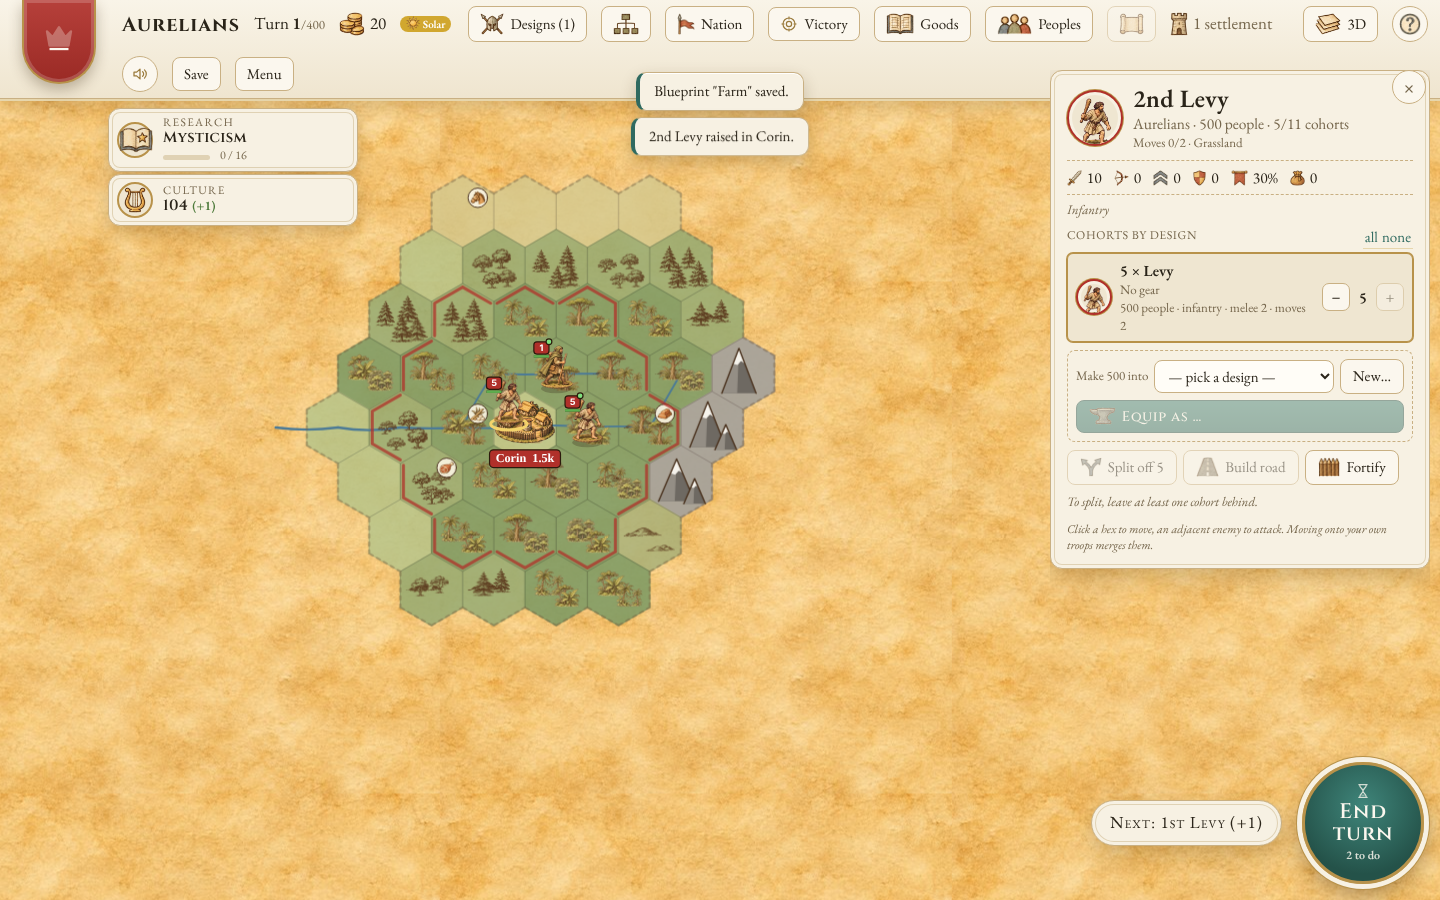 AURELIANS
Turn 1/400
20
Solar
Designs (1)
Nation
Victory
Goods
Peoples
1 settlement
3D
?
Save
Menu
Blueprint "Farm" saved.
2nd Levy raised in Corin.
RESEARCH
MYSTICISM
0 / 16
CULTURE
104 (+1)
1
5
5
Corin 1.5k
×
2nd Levy
Aurelians · 500 people · 5/11 cohorts
Moves 0/2 · Grassland
10 0 0 0 30% 0
Infantry
COHORTS BY DESIGN
all none
5 × Levy
No gear
500 people · infantry · melee 2 · moves
2
− 5 +
Make 500 into
— pick a design —
New...
EQUIP AS ...
Split off 5
Build road
Fortify
To split, leave at least one cohort behind.
Click a hex to move, an adjacent enemy to attack. Moving onto your own
troops merges them.
NEXT: 1ST LEVY (+1)
END
TURN
2 to do